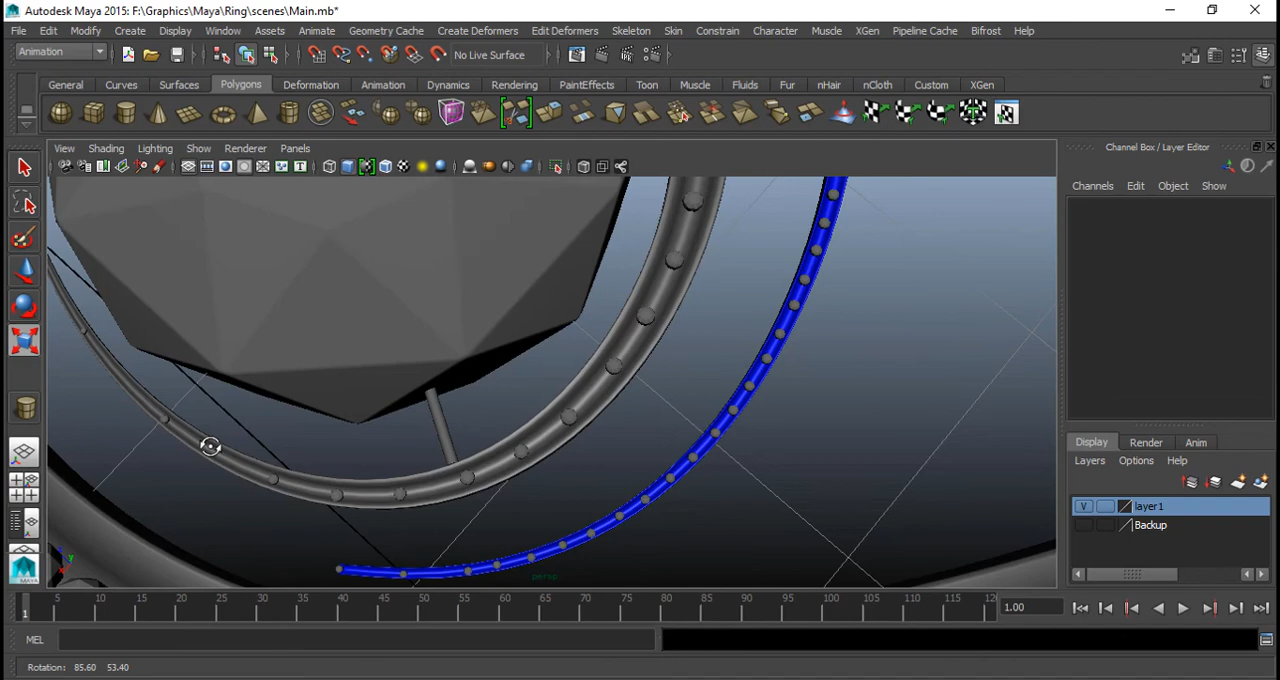 Autodesk Maya 2015: F:\Graphics\Maya\Ring\scenes\Main.mb*
File Edit Modify Create Display Window Assets Animate Geometry Cache Create Deformers Edit Deformers Skeleton Skin Constrain Character Muscle XGen Pipeline Cache Bifrost Help
Animation No Live Surface
General Curves Surfaces Polygons Deformation Animation Dynamics Rendering PaintEffects Toon Muscle Fluids Fur nHair nCloth Custom XGen
View Shading Lighting Show Renderer Panels
Channel Box / Layer Editor
Channels Edit Object Show
persp
Display Render Anim
Layers Options Help
V layer1
Backup
5 10 15 20 25 30 35 40 45 50 55 60 65 70 75 80 85 90 95 100 105 110 115 120
1 1.00
MEL
Rotation: 85.60 53.40